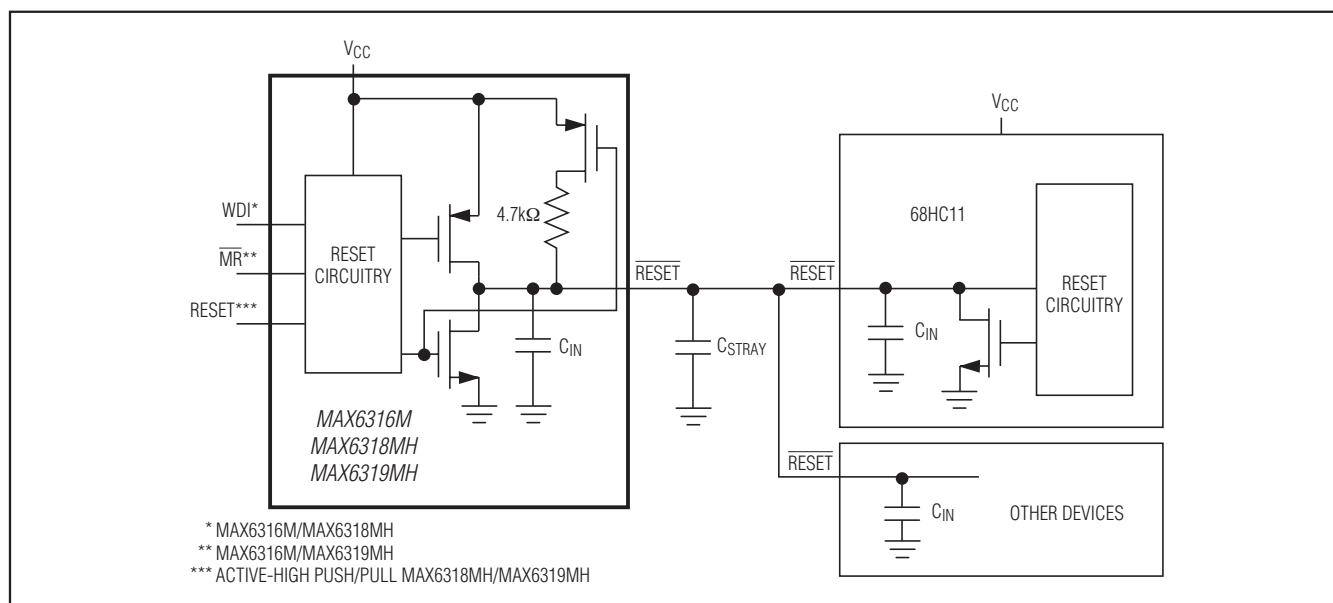 VCC
WDI*
MR**
RESET***
RESET
CIRCUITRY
4.7kΩ
CIN
MAX6316M
MAX6318MH
MAX6319MH
RESET
CSTRAY
RESET
VCC
68HC11
CIN
RESET
CIRCUITRY
RESET
CIN
OTHER DEVICES
* MAX6316M/MAX6318MH
** MAX6316M/MAX6319MH
*** ACTIVE-HIGH PUSH/PULL MAX6318MH/MAX6319MH